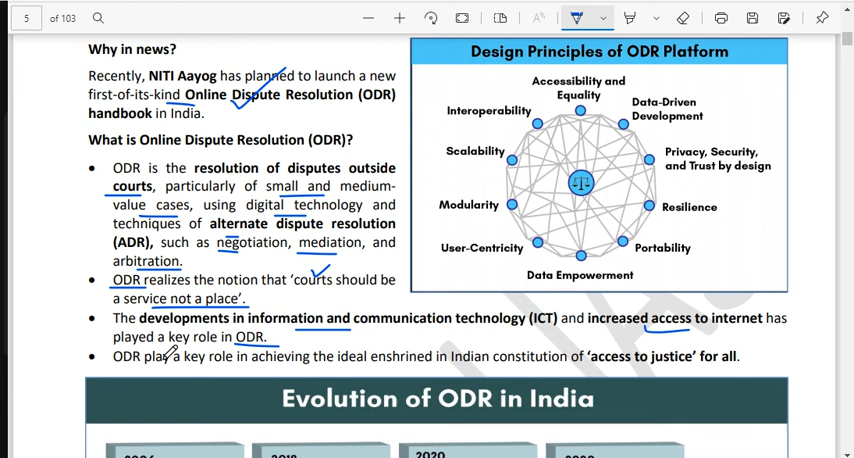 5 of 103
Why in news?
Recently, NITI Aayog has planned to launch a new
first-of-its-kind Online Dispute Resolution (ODR)
handbook in India.
What is Online Dispute Resolution (ODR)?
• ODR is the resolution of disputes outside
courts, particularly of small and medium-
value cases, using digital technology and
techniques of alternate dispute resolution
(ADR), such as negotiation, mediation, and
arbitration.
• ODR realizes the notion that ‘courts should be
a service not a place’.
• The developments in information and communication technology (ICT) and increased access to internet has
played a key role in ODR.
• ODR play a key role in achieving the ideal enshrined in Indian constitution of ‘access to justice’ for all.
Design Principles of ODR Platform
Accessibility and
Equality
Data-Driven
Development
Privacy, Security,
and Trust by design
Resilience
Portability
Data Empowerment
User-Centricity
Modularity
Scalability
Interoperability
Evolution of ODR in India
2006
2018
2020